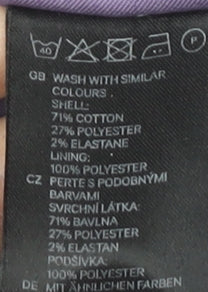 40
P
GB WASH WITH SIMILAR
COLOURS.
SHELL:
71% COTTON
27% POLYESTER
2% ELASTANE
LINING:
100% POLYESTER
CZ PERTE S PODOBNÝMI
BARVAMI
SVRCHNÍ LÁTKA:
71% BAVLNA
27% POLYESTER
2% ELASTAN
PODŠÍVKA:
100% POLYESTER
DE MIT ÄHNLICHEN FARBEN